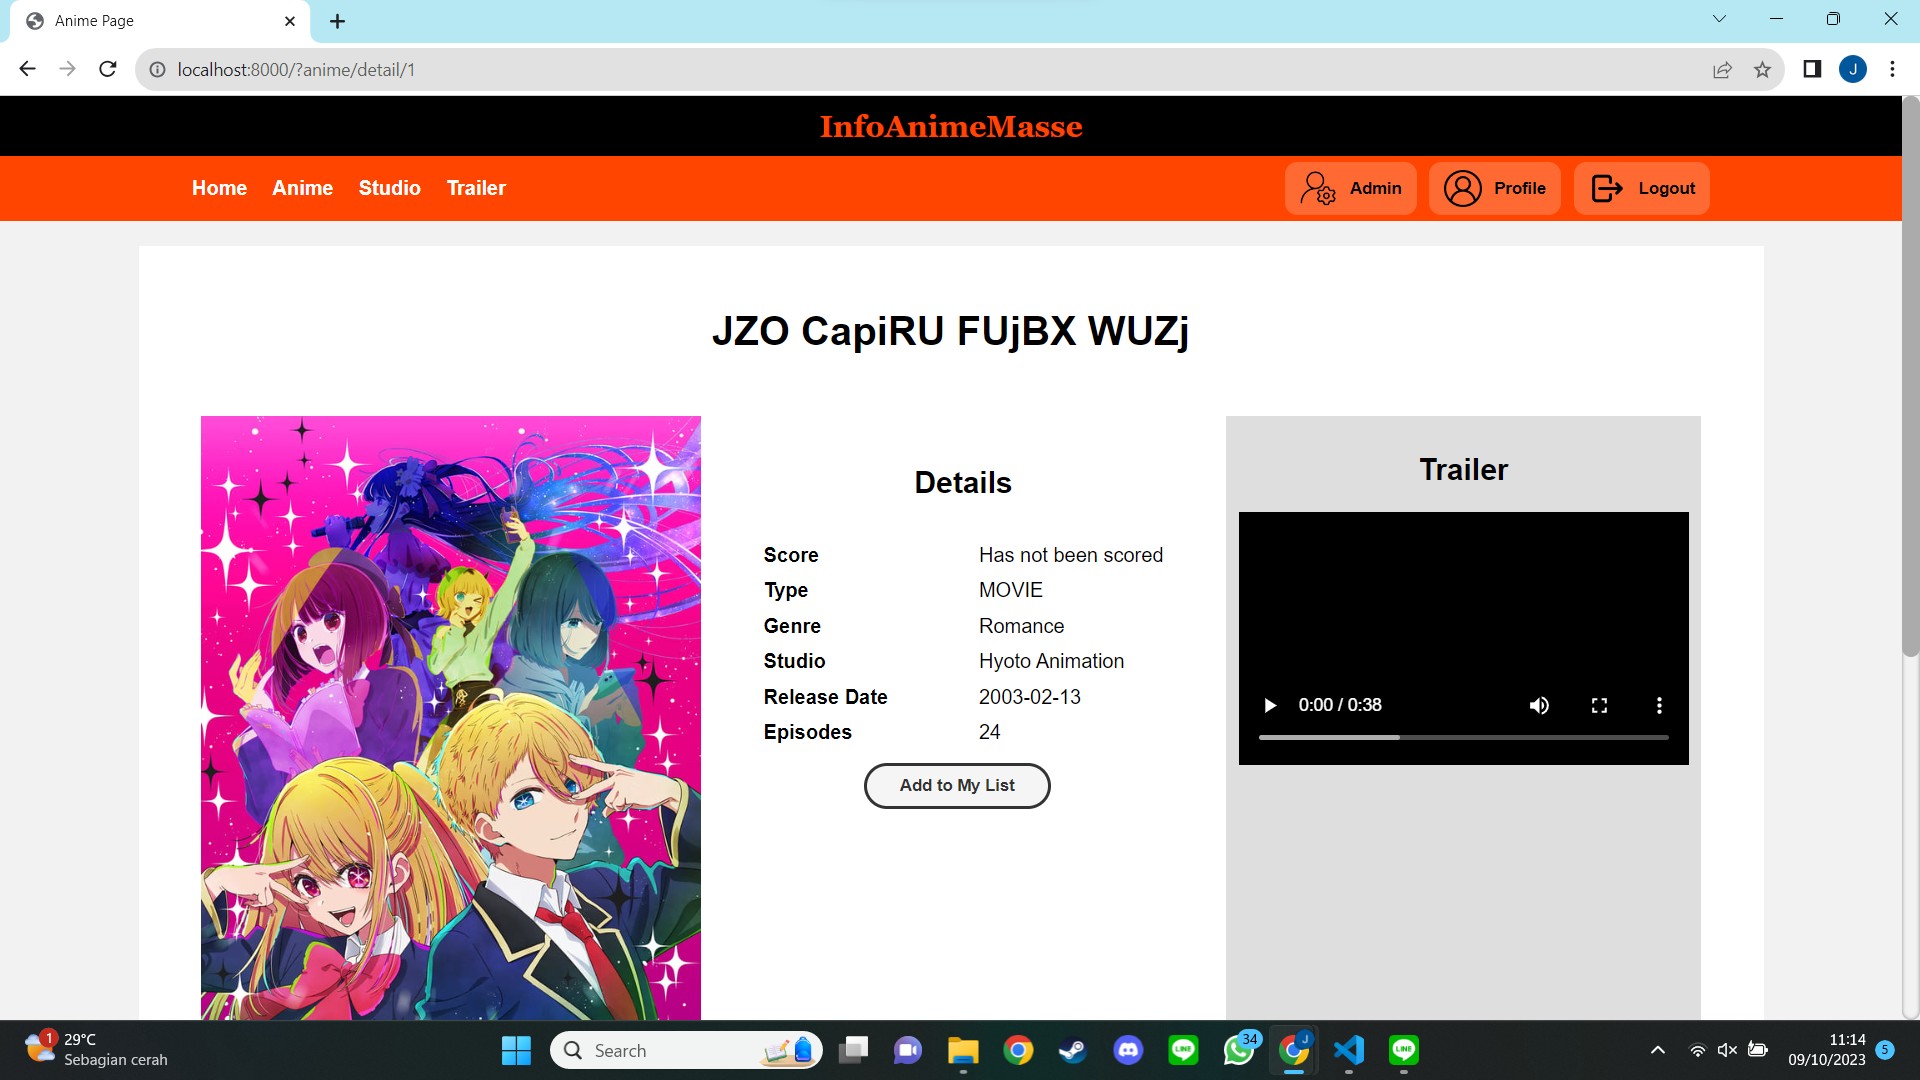 Anime Page
localhost:8000/?anime/detail/1
J
InfoAnimeMasse
Home Anime Studio Trailer Admin Profile Logout
JZO CapiRU FUjBX WUZj
Details
Score Has not been scored
Type MOVIE
Genre Romance
Studio Hyoto Animation
Release Date 2003-02-13
Episodes 24
Add to My List
Trailer
0:00 / 0:38
1
29°C
Sebagian cerah
Search
LINE
34
J
LINE
11:14
09/10/2023
5